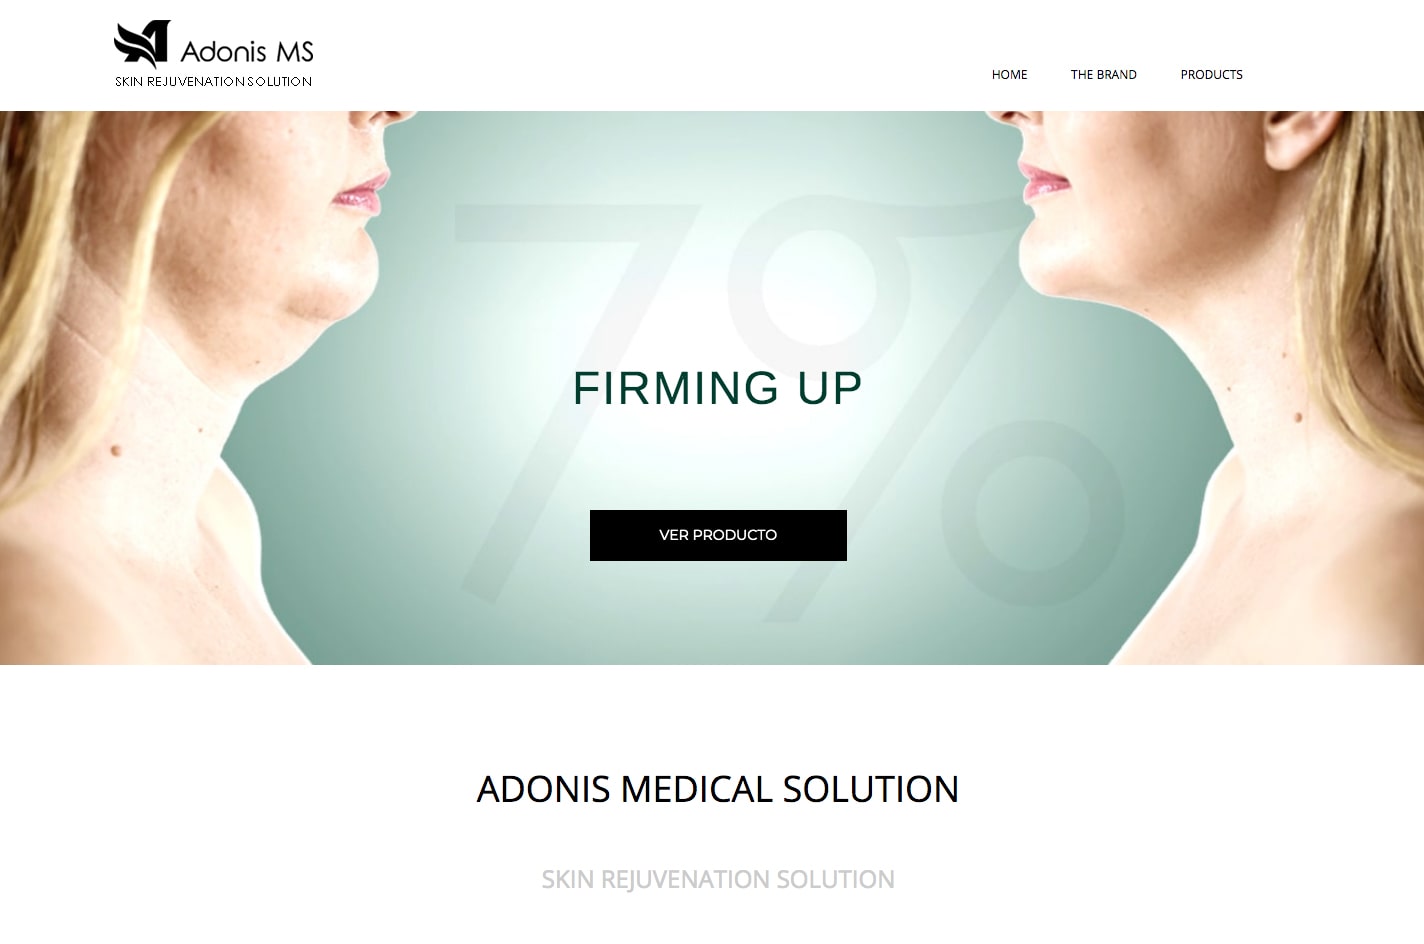 Adonis MS
SKIN REJUVENATION SOLUTION
HOME
THE BRAND
PRODUCTS
7%
FIRMING UP
VER PRODUCTO
ADONIS MEDICAL SOLUTION
SKIN REJUVENATION SOLUTION